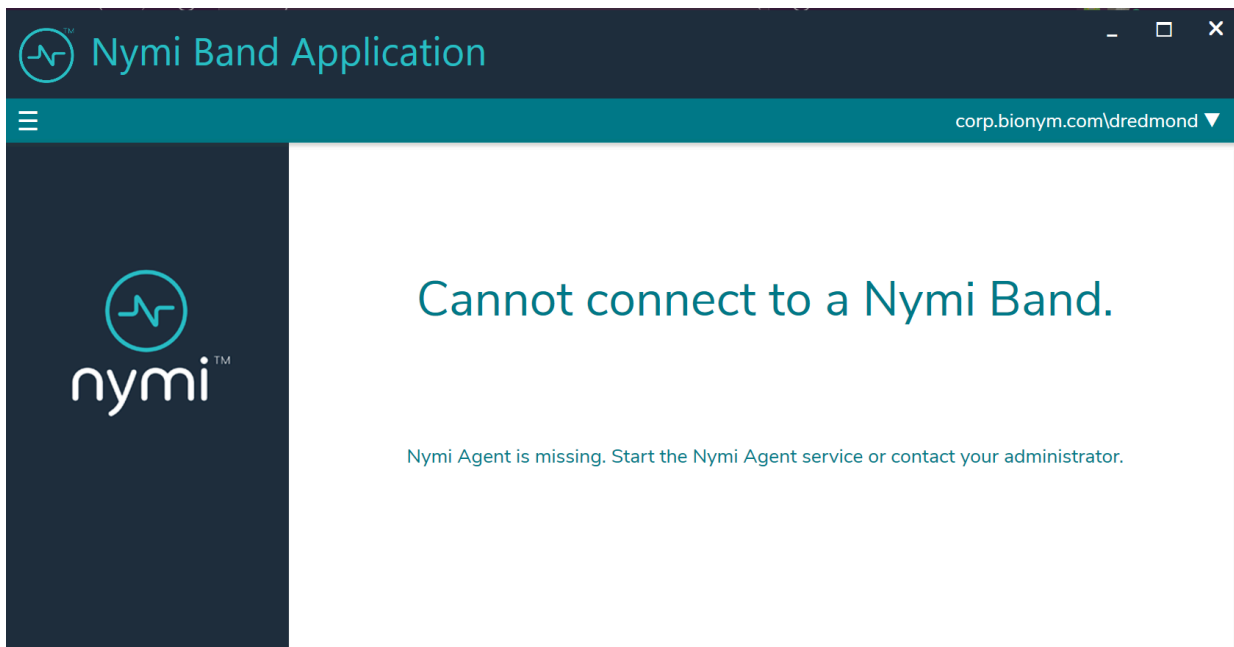 Nymi Band Application
corp.bionym.com\dredmond
Cannot connect to a Nymi Band.
nymi™
Nymi Agent is missing. Start the Nymi Agent service or contact your administrator.